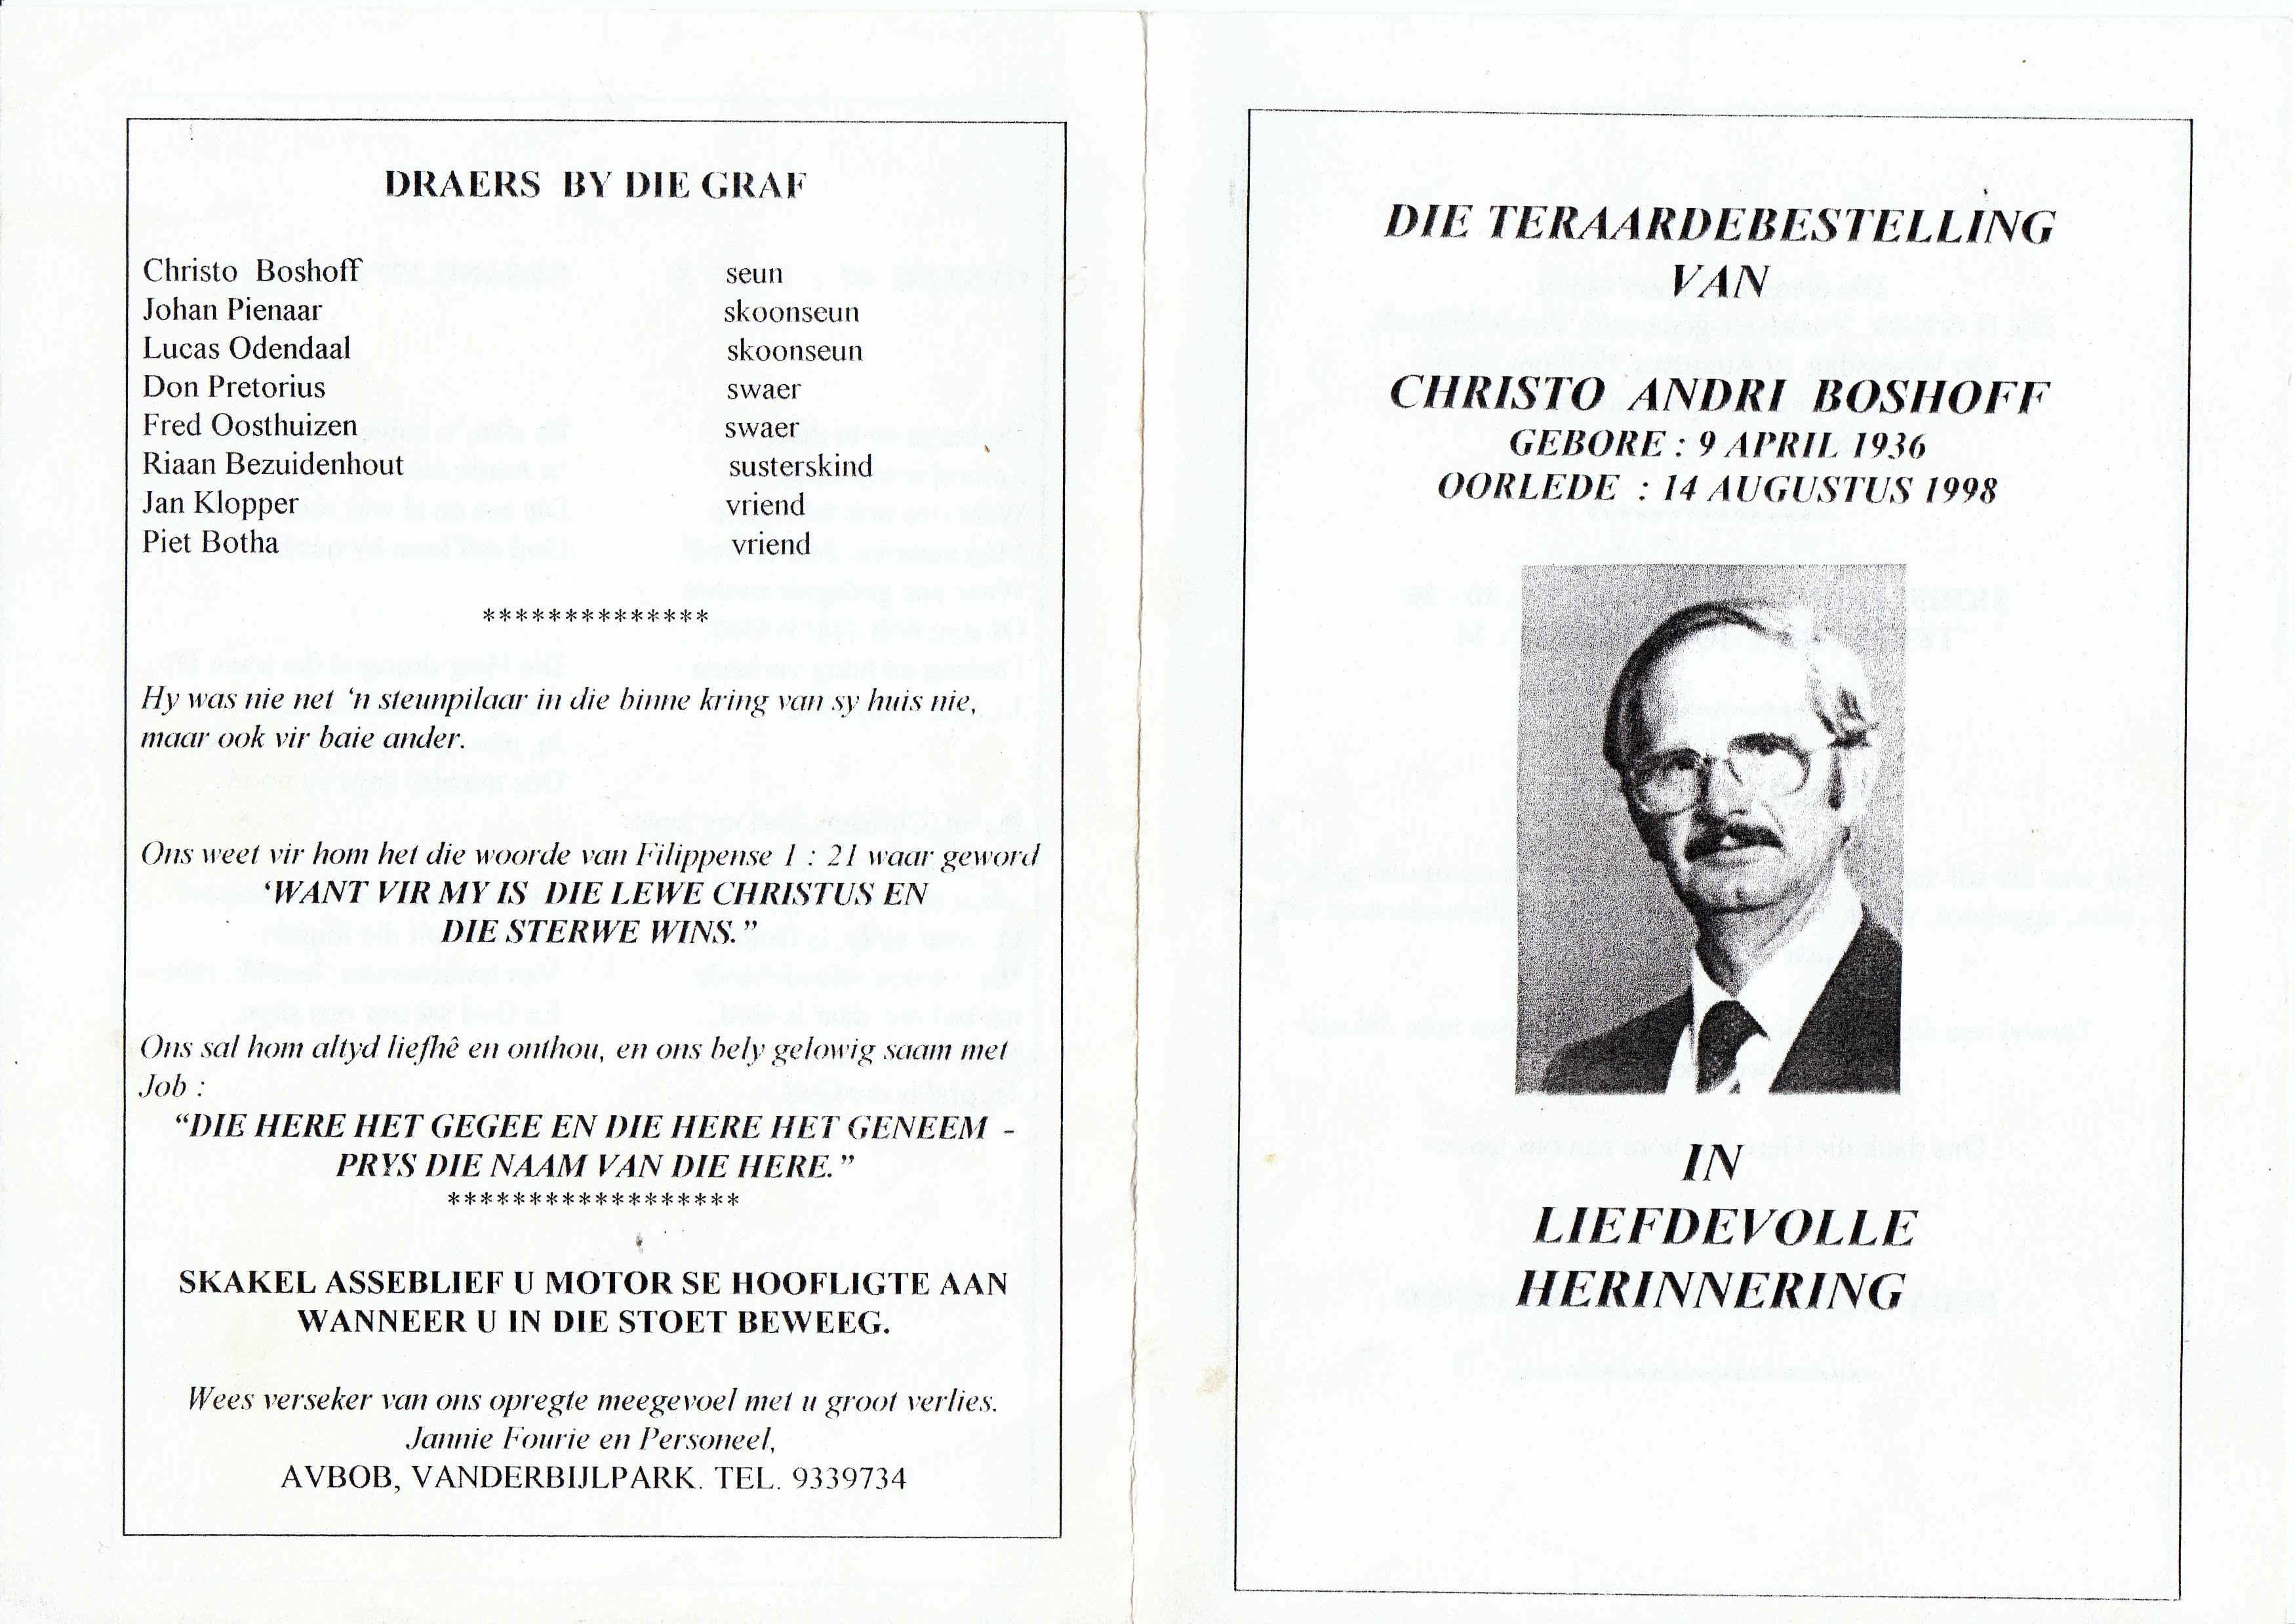 DRAERS BY DIE GRAF
Christo Boshoff seun
Johan Pienaar skoonseun
Lucas Odendaal skoonseun
Don Pretorius swaer
Fred Oosthuizen swaer
Riaan Bezuidenhout susterskind
Jan Klopper vriend
Piet Botha vriend
**************
Hy was nie net 'n steunpilaar in die binne kring van sy huis nie,
maar ook vir baie ander.
Ons weet vir hom het die woorde van Filippense 1 : 21 waar geword
'WANT VIR MY IS DIE LEWE CHRISTUS EN
DIE STERWE WINS."
Ons sal hom altyd liefhê en onthou, en ons bely gelowig saam met
Job :
"DIE HERE HET GEGEE EN DIE HERE HET GENEEM -
PRYS DIE NAAM VAN DIE HERE."
******************
SKAKEL ASSEBLIEF U MOTOR SE HOOFLIGTE AAN
WANNEER U IN DIE STOET BEWEEG.
Wees verseker van ons opregte meegevoel met u groot verlies.
Jannie Fourie en Personeel,
AVBOB, VANDERBIJLPARK. TEL. 9339734
DIE TERAARDEBESTELLING
VAN
CHRISTO ANDRI BOSHOFF
GEBORE : 9 APRIL 1936
OORLEDE : 14 AUGUSTUS 1998
IN
LIEFDEVOLLE
HERINNERING